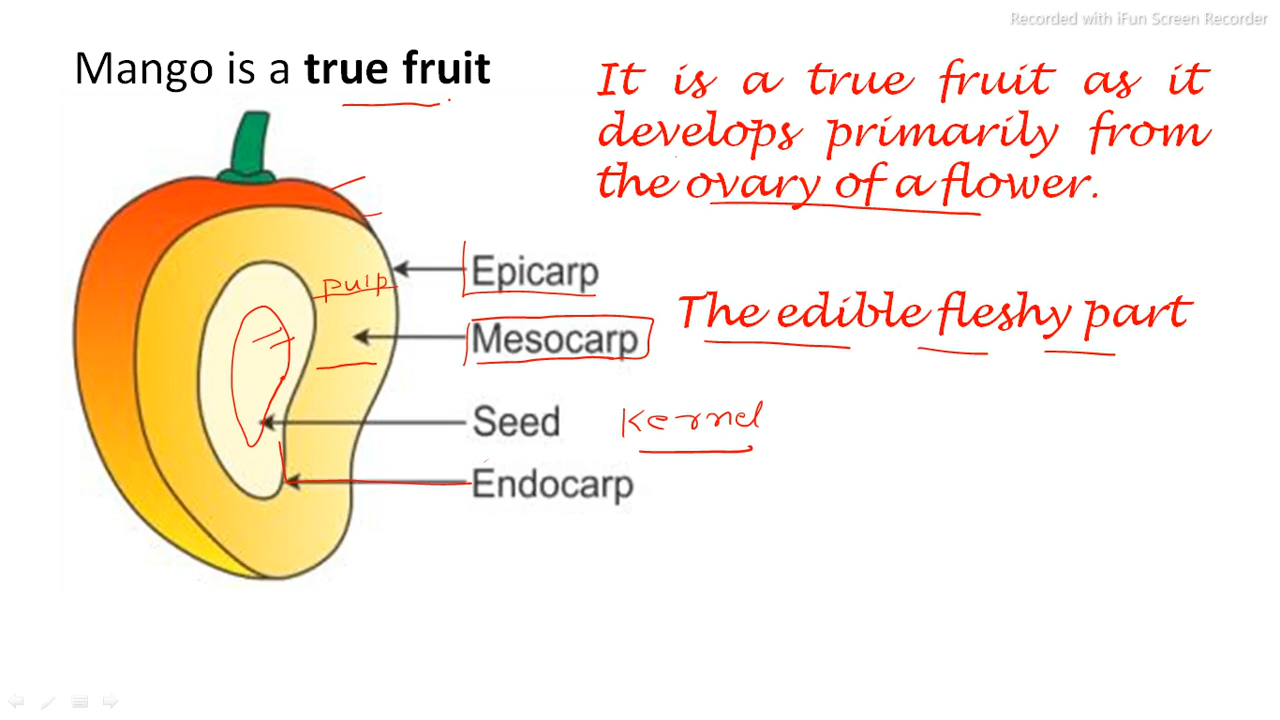 Recorded with iFun Screen Recorder
Mango is a true fruit
It is a true fruit as it
develops primarily from
the ovary of a flower.
Epicarp
pulp
Mesocarp
The edible fleshy part
Seed
Kernel
Endocarp